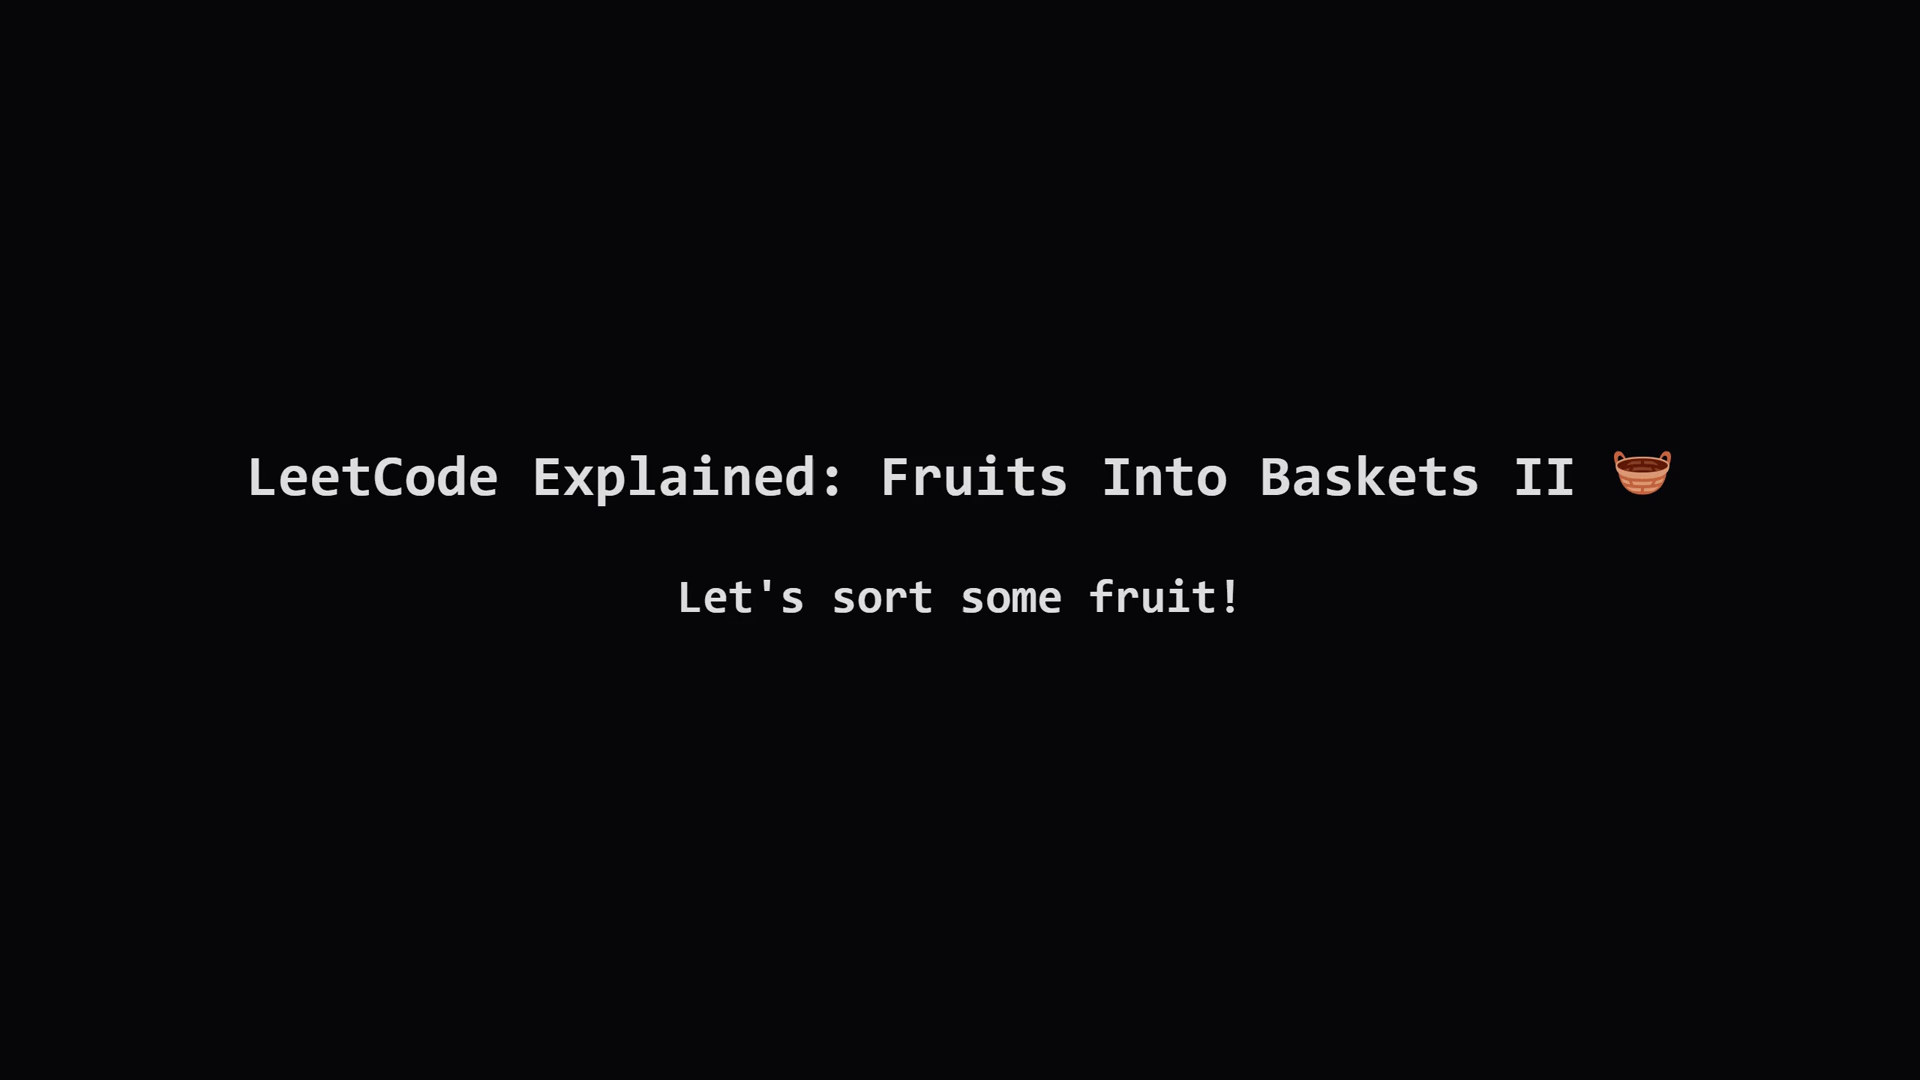 LeetCode Explained: Fruits Into Baskets II 🧺
Let's sort some fruit!